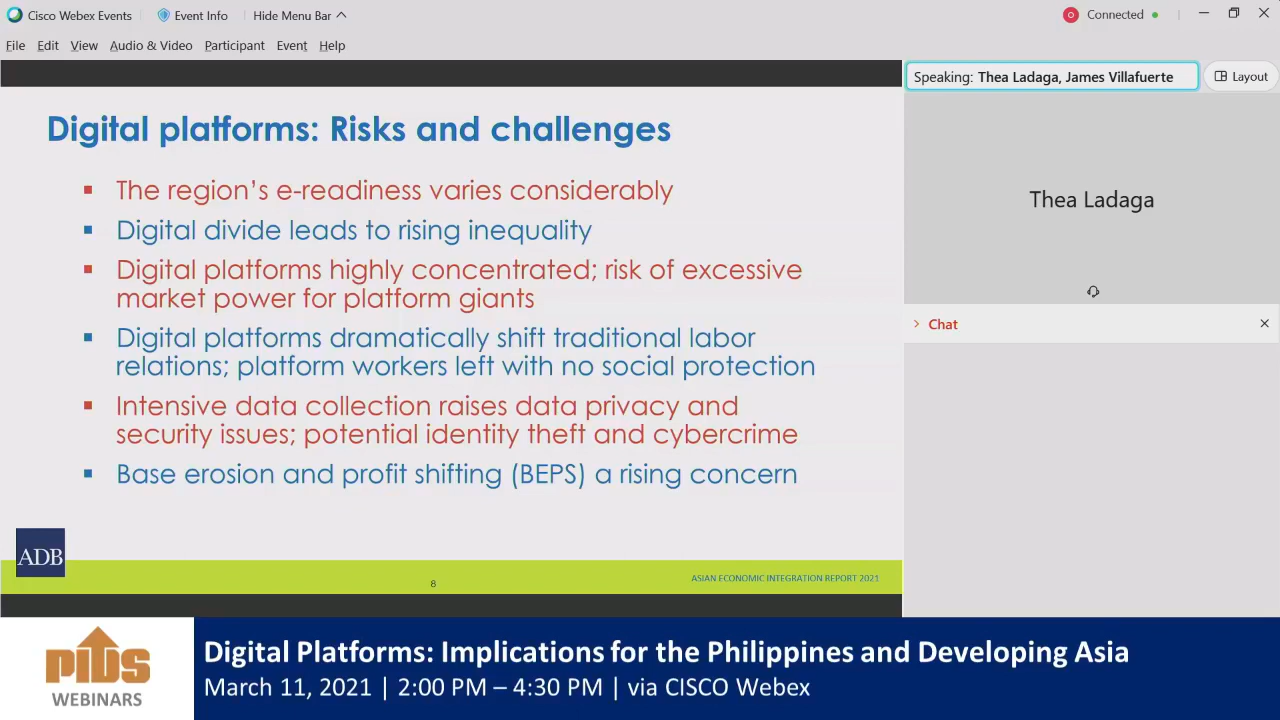 Cisco Webex Events
Event Info
Hide Menu Bar
Connected
File Edit View Audio & Video Participant Event Help
Speaking: Thea Ladaga, James Villafuerte
Layout
Digital platforms: Risks and challenges
The region's e-readiness varies considerably
Digital divide leads to rising inequality
Digital platforms highly concentrated; risk of excessive
market power for platform giants
Digital platforms dramatically shift traditional labor
relations; platform workers left with no social protection
Intensive data collection raises data privacy and
security issues; potential identity theft and cybercrime
Base erosion and profit shifting (BEPS) a rising concern
ADB
8
ASIAN ECONOMIC INTEGRATION REPORT 2021
Thea Ladaga
Chat
PIDS
WEBINARS
Digital Platforms: Implications for the Philippines and Developing Asia
March 11, 2021 | 2:00 PM – 4:30 PM | via CISCO Webex